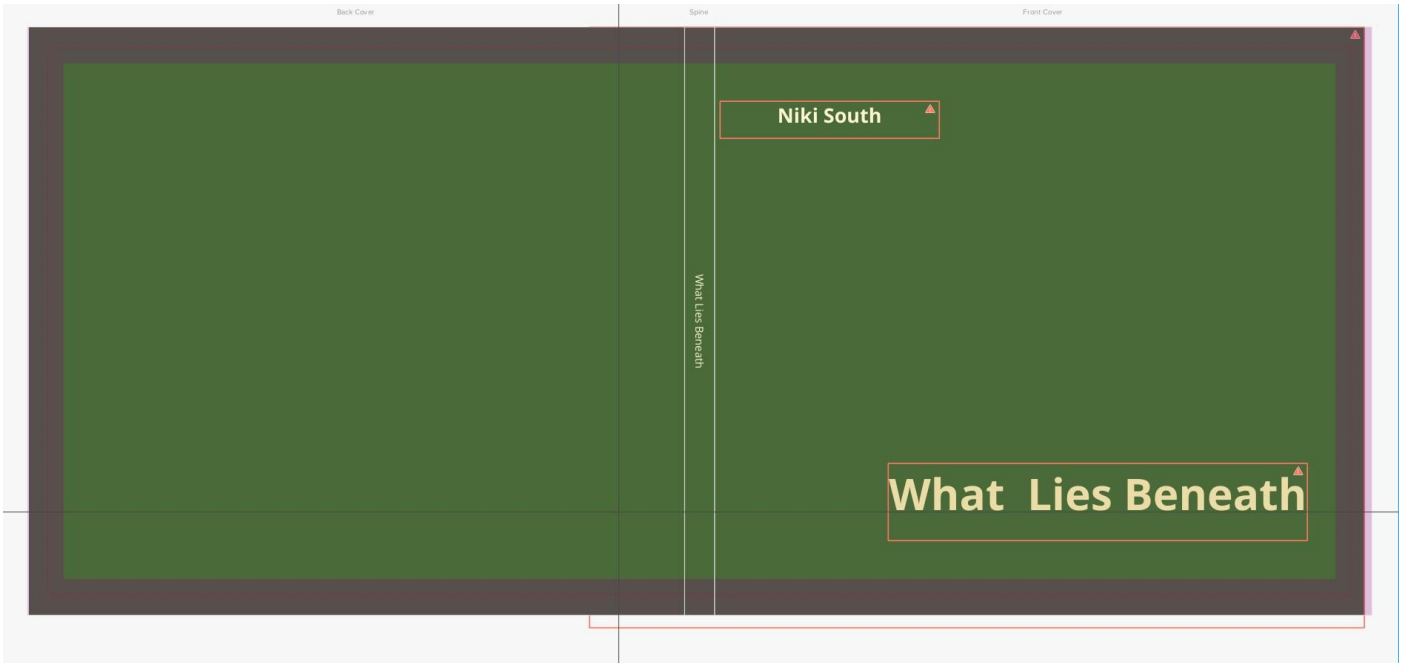 Back Cover
Spine
Front Cover
Niki South
What Lies Beneath
What  Lies Beneath